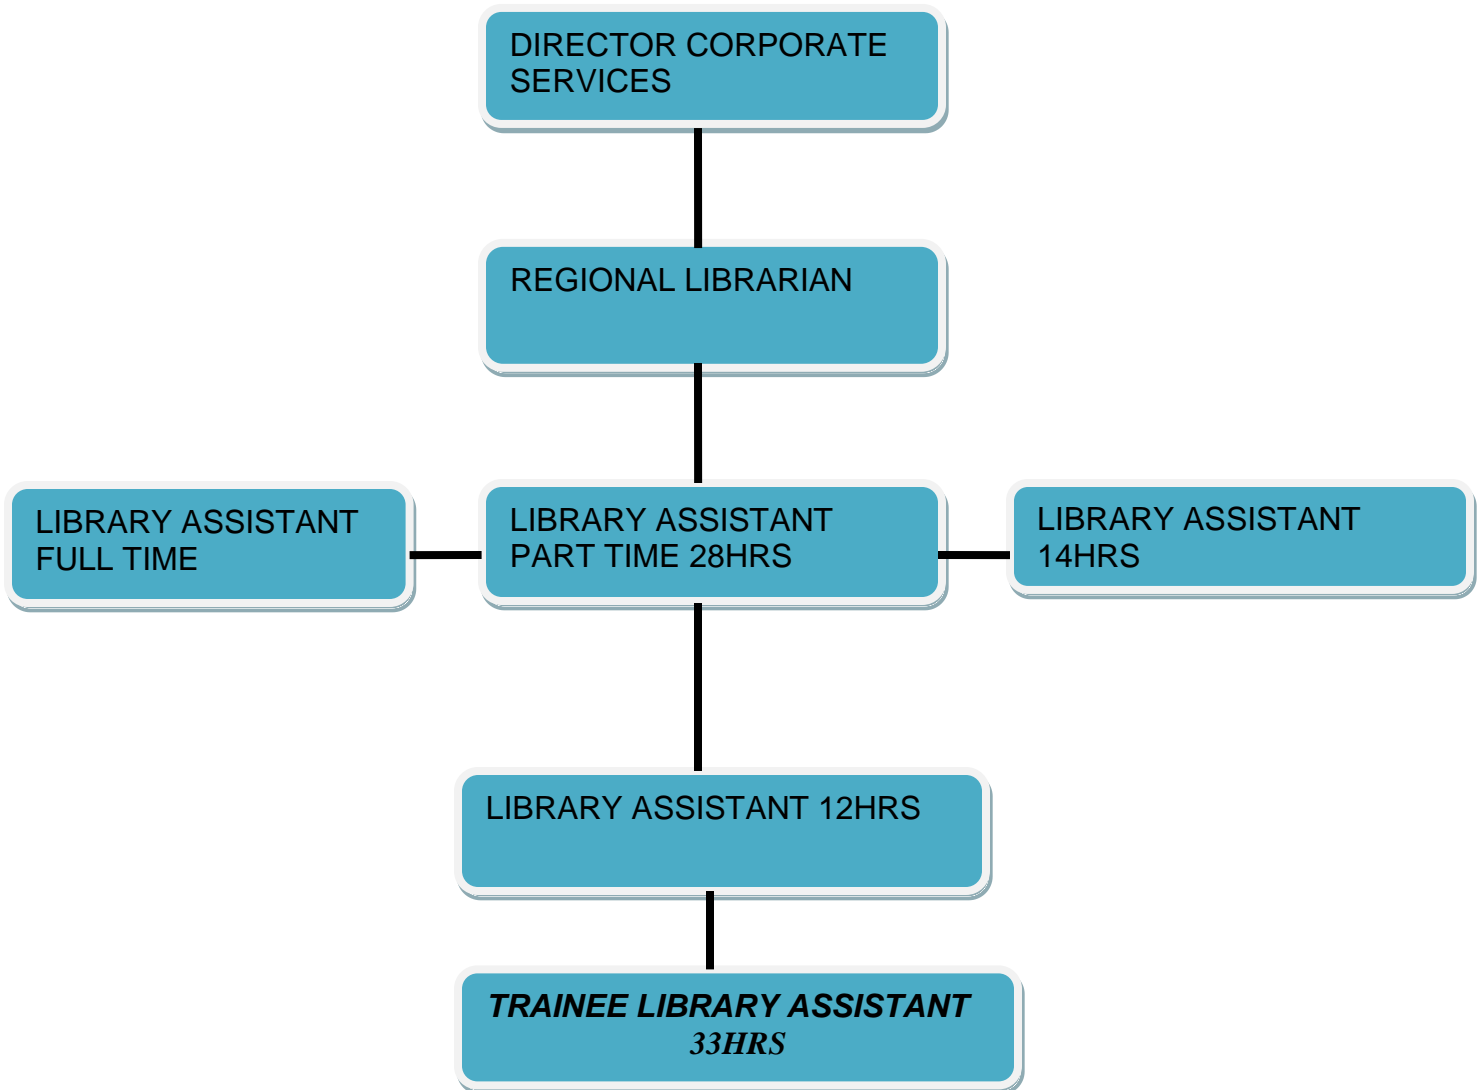 DIRECTOR CORPORATE
SERVICES
REGIONAL LIBRARIAN
LIBRARY ASSISTANT
FULL TIME
LIBRARY ASSISTANT
PART TIME 28HRS
LIBRARY ASSISTANT
14HRS
LIBRARY ASSISTANT 12HRS
TRAINEE LIBRARY ASSISTANT
33HRS